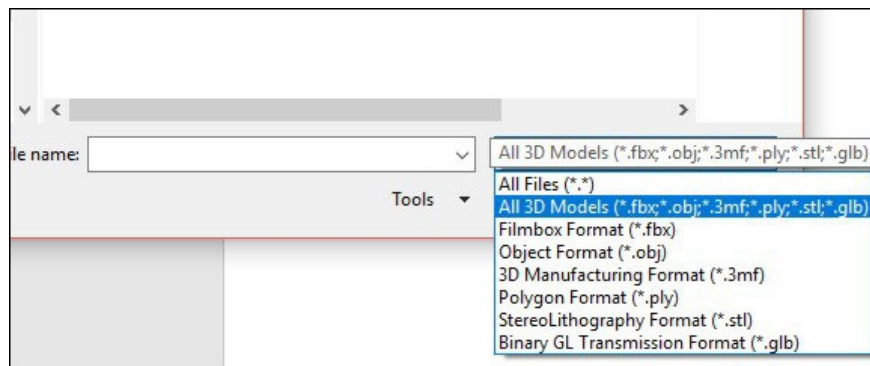 ile name:
All 3D Models (*.fbx;*.obj;*.3mf;*.ply;*.stl;*.glb)
Tools
All Files (*.*)
All 3D Models (*.fbx;*.obj;*.3mf;*.ply;*.stl;*.glb)
Filmbox Format (*.fbx)
Object Format (*.obj)
3D Manufacturing Format (*.3mf)
Polygon Format (*.ply)
StereoLithography Format (*.stl)
Binary GL Transmission Format (*.glb)